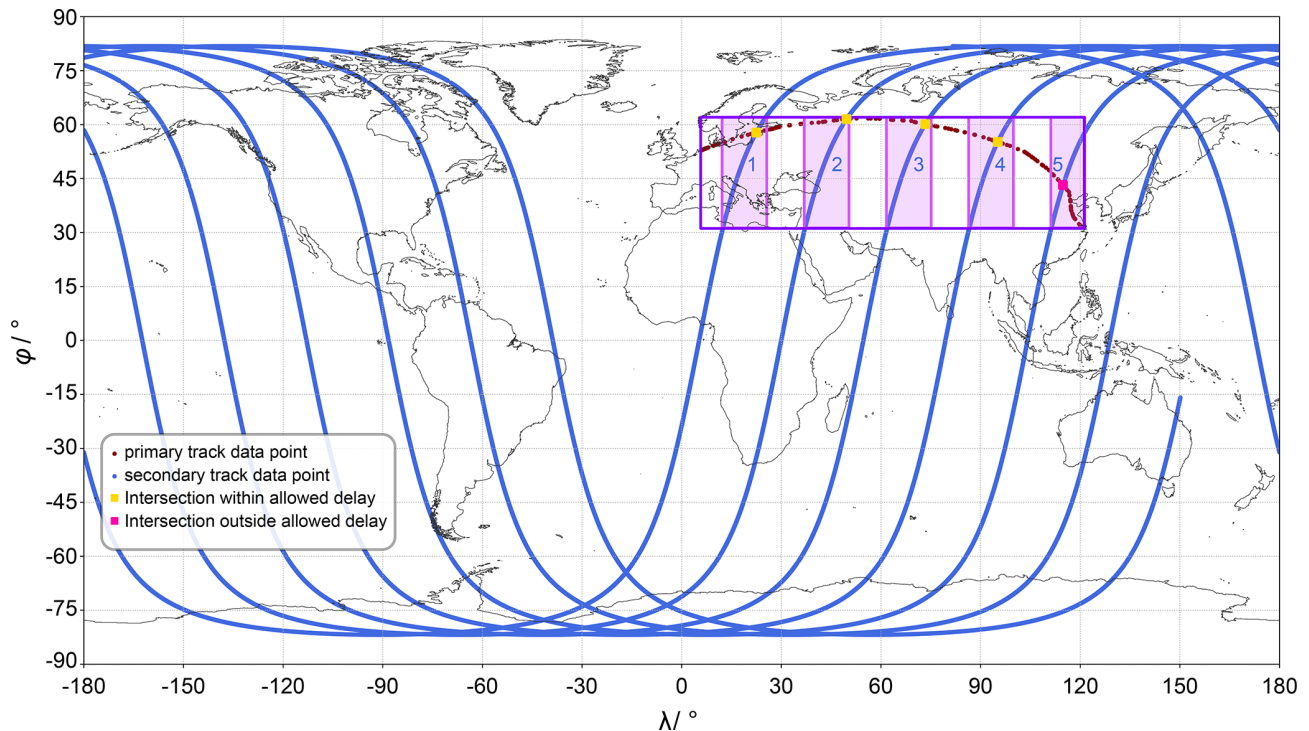 90
75
60
45
30
15
0
-15
-30
-45
-60
-75
-90
φ / °
1 2 3 4 5
primary track data point
secondary track data point
Intersection within allowed delay
Intersection outside allowed delay
-180 -150 -120 -90 -60 -30 0 30 60 90 120 150 180
λ/ °